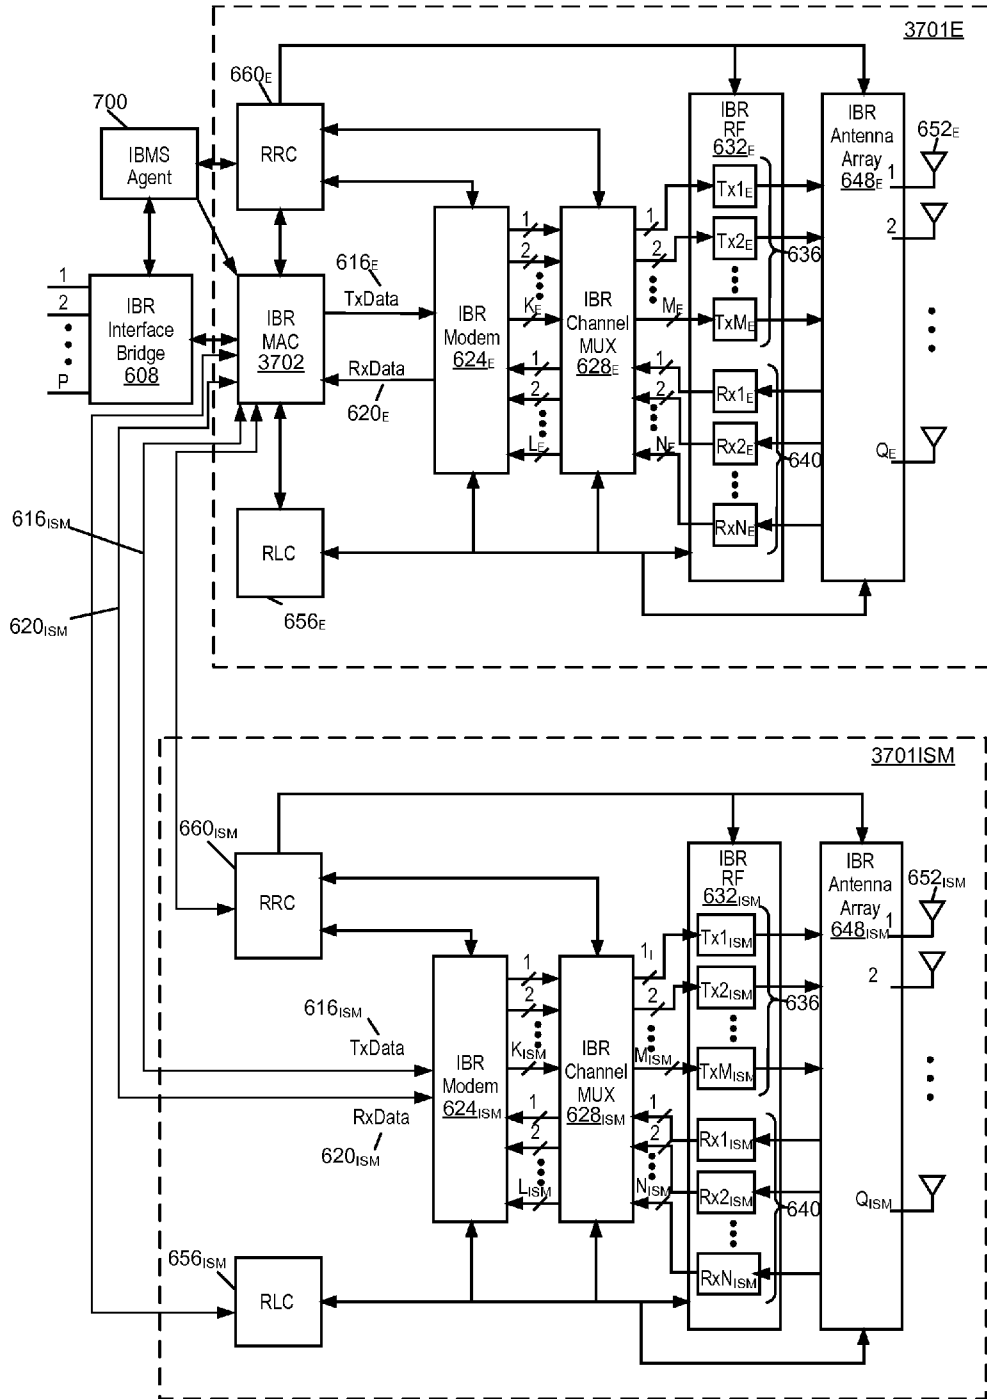 3701E
660E
700
IBMS
Agent
RRC
IBR
RF
632E
IBR
Antenna
Array
648E
652E
1
2
QE
Tx1E
Tx2E
TxME
636
Rx1E
Rx2E
RxNE
640
1
2
P
IBR
Interface
Bridge
608
IBR
MAC
3702
616E
TxData
RxData
620E
IBR
Modem
624E
1
2
KE
1
2
LE
IBR
Channel
MUX
628E
1
2
ME
1
2
NE
RLC
656E
616ISM
620ISM
3701ISM
660ISM
RRC
IBR
RF
632ISM
IBR
Antenna
Array
648ISM
652ISM
1
2
QISM
Tx1ISM
Tx2ISM
TxMISM
636
Rx1ISM
Rx2ISM
RxNISM
640
616ISM
TxData
RxData
620ISM
IBR
Modem
624ISM
1
2
KISM
1
2
LISM
IBR
Channel
MUX
628ISM
1I
2
MISM
1
2
NISM
656ISM
RLC